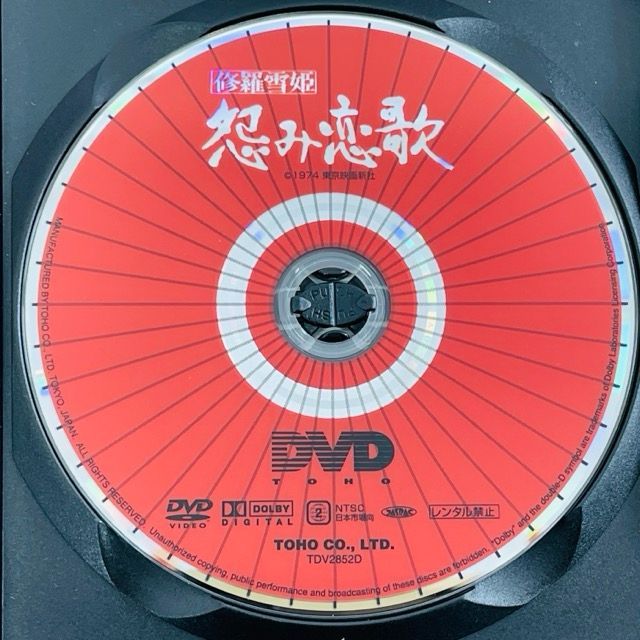 修羅雪姫
怨み恋歌
©1974 東京映画新社
PUSH
PUSH
DVD
TOHO
DVD
VIDEO
DOLBY
DIGITAL
2
NTSC
日本市場向
レンタル禁止
TOHO CO., LTD.
TDV2852D
MANUFACTURED BY TOHO CO., LTD. TOKYO, JAPAN. ALL RIGHTS RESERVED. Unauthorized copying, public performance and broadcasting of these discs are forbidden. "Dolby" and the double-D symbol are trademarks of Dolby Laboratories Licensing Corporation